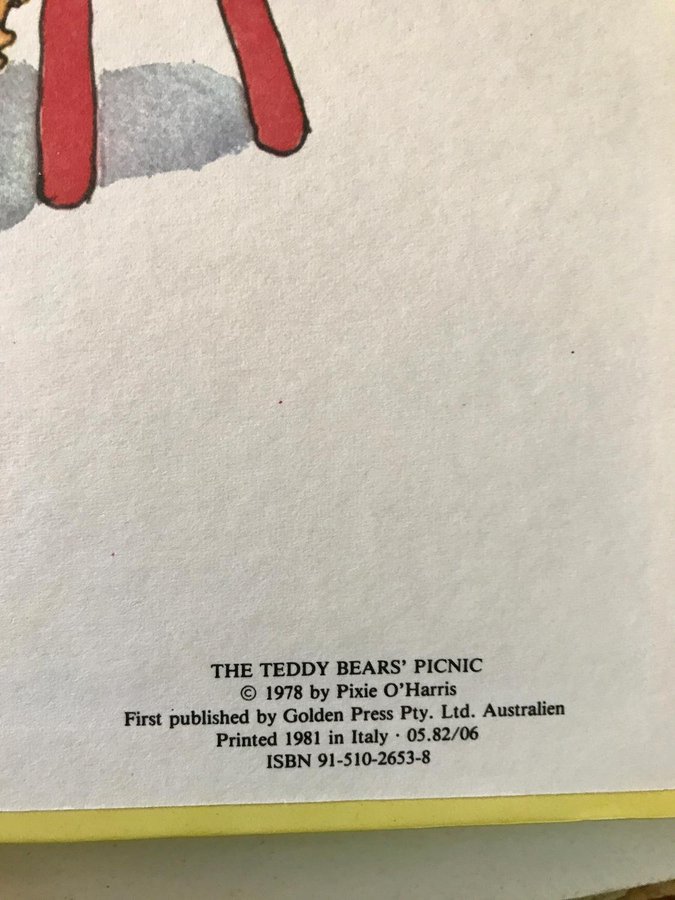 THE TEDDY BEARS' PICNIC
© 1978 by Pixie O'Harris
First published by Golden Press Pty. Ltd. Australien
Printed 1981 in Italy · 05.82/06
ISBN 91-510-2653-8